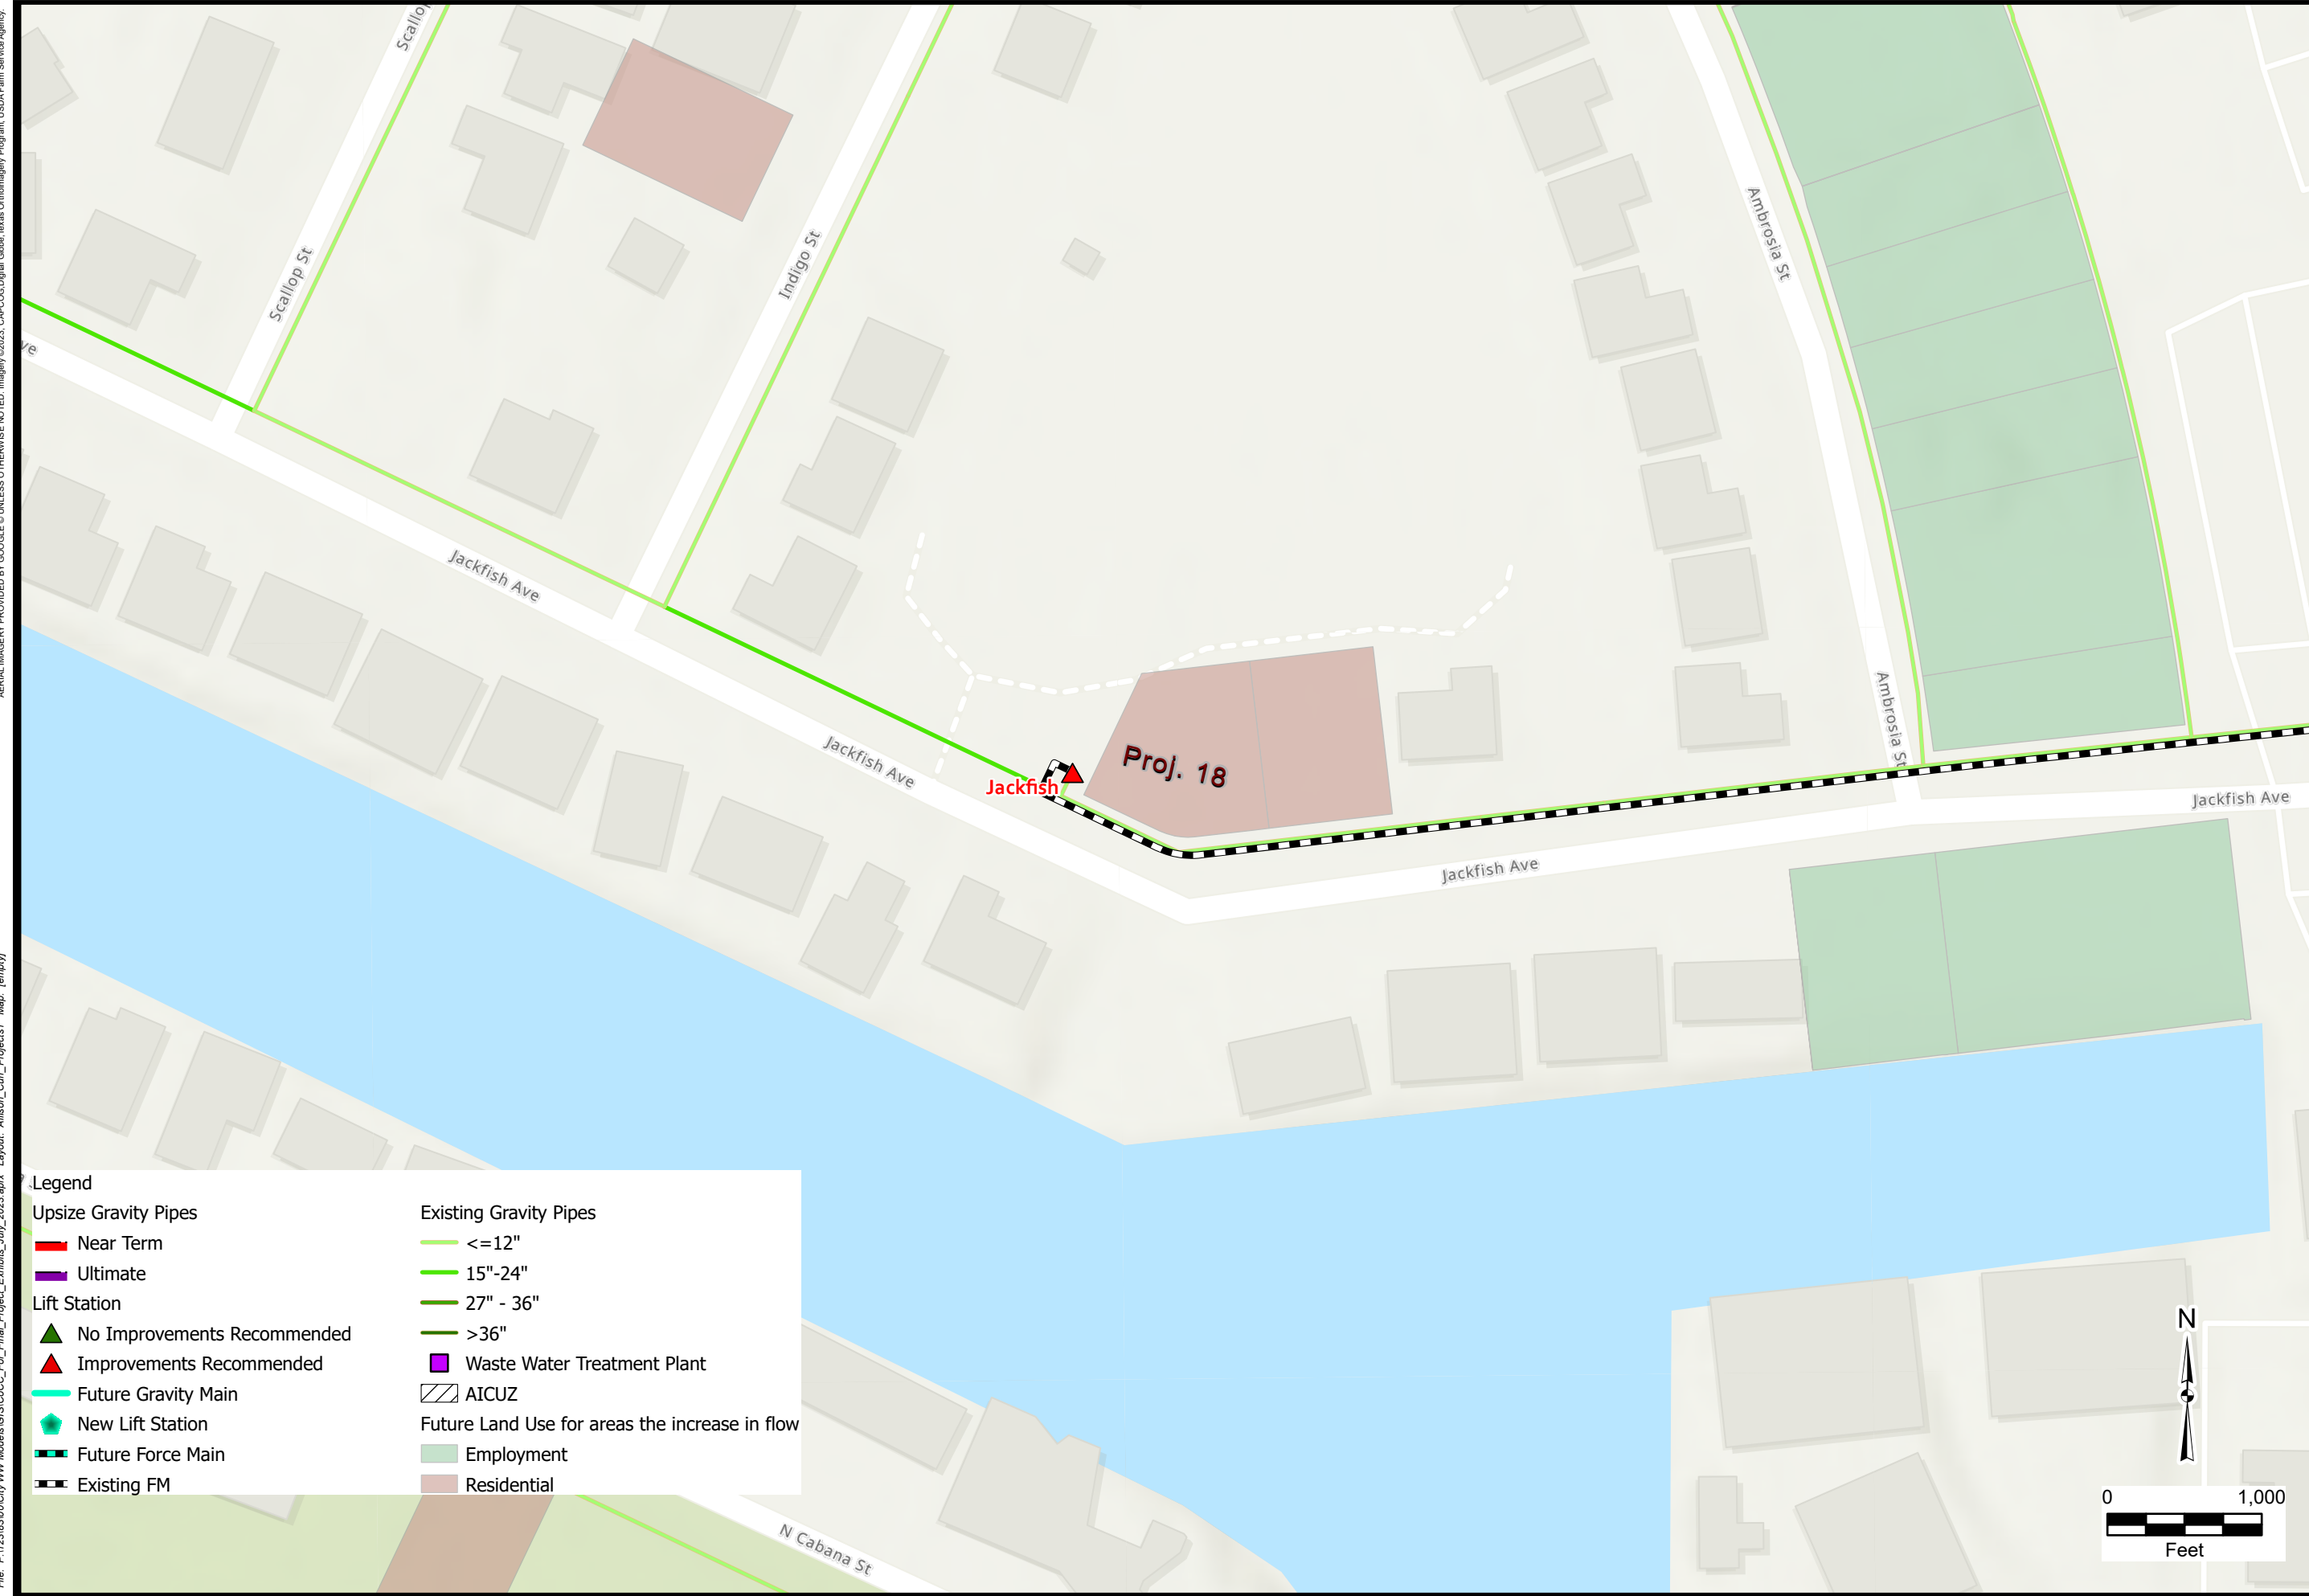 Scallop
Scallop St
Indigo St
Ambrosia St
ve
Jackfish Ave
Jackfish Ave
Ambrosia St
Proj. 18
Jackfish
Jackfish Ave
Jackfish Ave
N Cabana St
Legend
Upsize Gravity Pipes
Near Term
Ultimate
Lift Station
No Improvements Recommended
Improvements Recommended
Future Gravity Main
New Lift Station
Future Force Main
Existing FM
Existing Gravity Pipes
<=12"
15"-24"
27" - 36"
>36"
Waste Water Treatment Plant
AICUZ
Future Land Use for areas the increase in flow
Employment
Residential
N
0 1,000
Feet